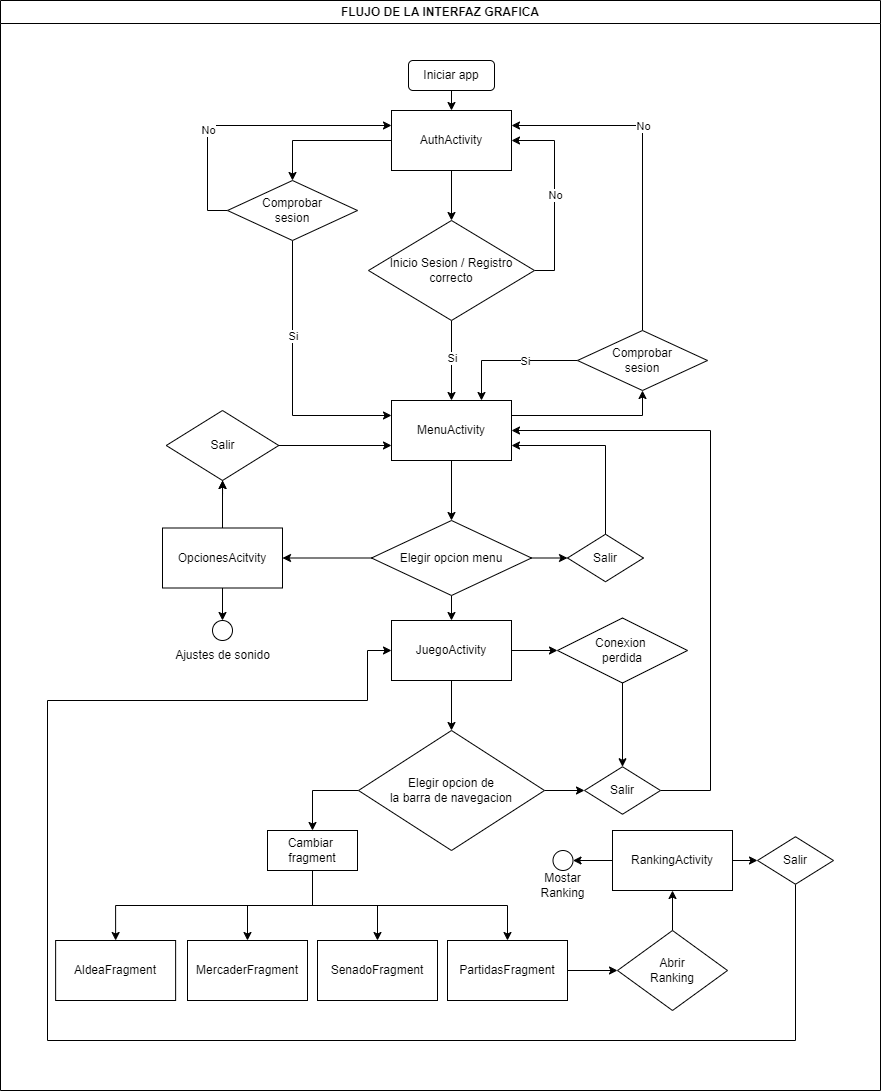 FLUJO DE LA INTERFAZ GRAFICA
Iniciar app
No
No
AuthActivity
Comprobar
sesion
No
Inicio Sesion / Registro
correcto
Si
Si
Si
Comprobar
sesion
MenuActivity
Salir
OpcionesAcitvity
Elegir opcion menu
Salir
Ajustes de sonido
JuegoActivity
Conexion
perdida
Elegir opcion de
la barra de navegacion
Salir
Cambiar
fragment
RankingActivity
Salir
Mostar
Ranking
AldeaFragment
MercaderFragment
SenadoFragment
PartidasFragment
Abrir
Ranking